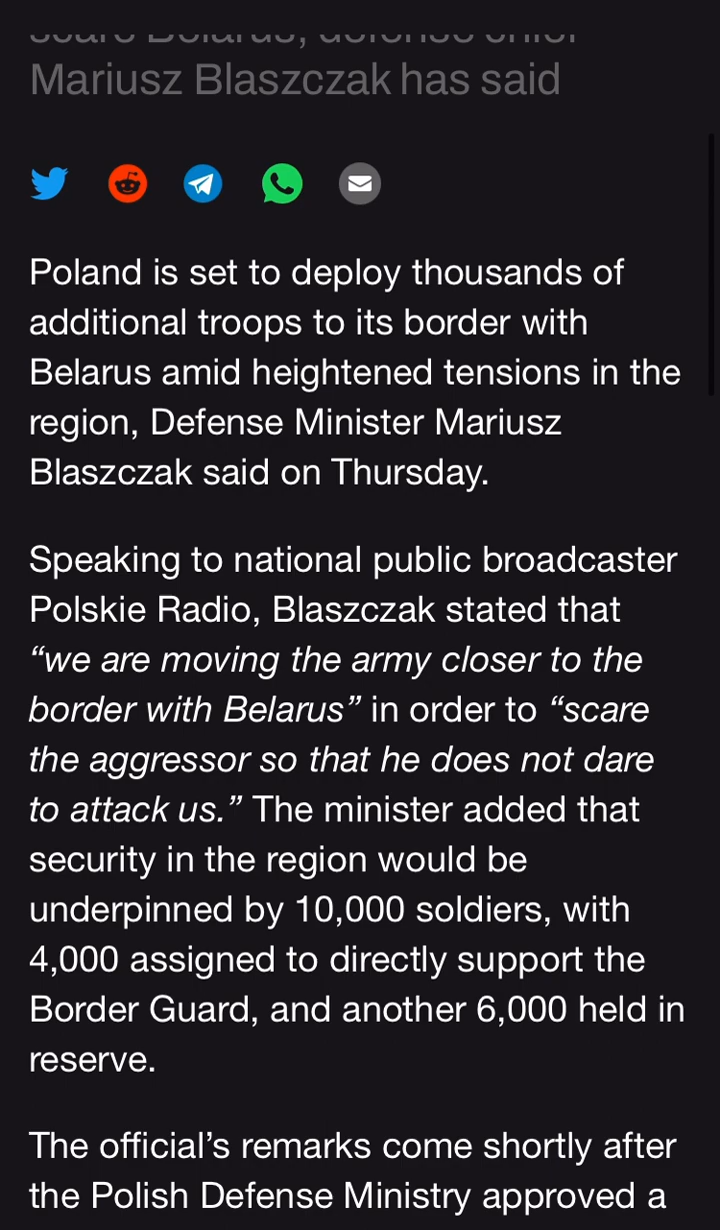 scare Belarus, defense chief
Mariusz Blaszczak has said
Poland is set to deploy thousands of
additional troops to its border with
Belarus amid heightened tensions in the
region, Defense Minister Mariusz
Blaszczak said on Thursday.
Speaking to national public broadcaster
Polskie Radio, Blaszczak stated that
“we are moving the army closer to the
border with Belarus” in order to “scare
the aggressor so that he does not dare
to attack us.” The minister added that
security in the region would be
underpinned by 10,000 soldiers, with
4,000 assigned to directly support the
Border Guard, and another 6,000 held in
reserve.
The official’s remarks come shortly after
the Polish Defense Ministry approved a